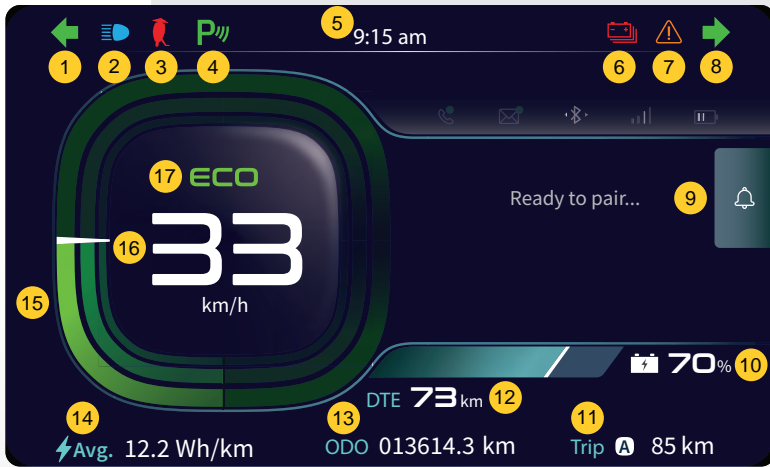 P
5
9:15 am
1
2
3
4
6
7
8
17 ECO
Ready to pair...
9
16
33
km/h
15
70% 10
DTE 73 km 12
14
13
11
Avg. 12.2 Wh/km
ODO 013614.3 km
Trip A 85 km